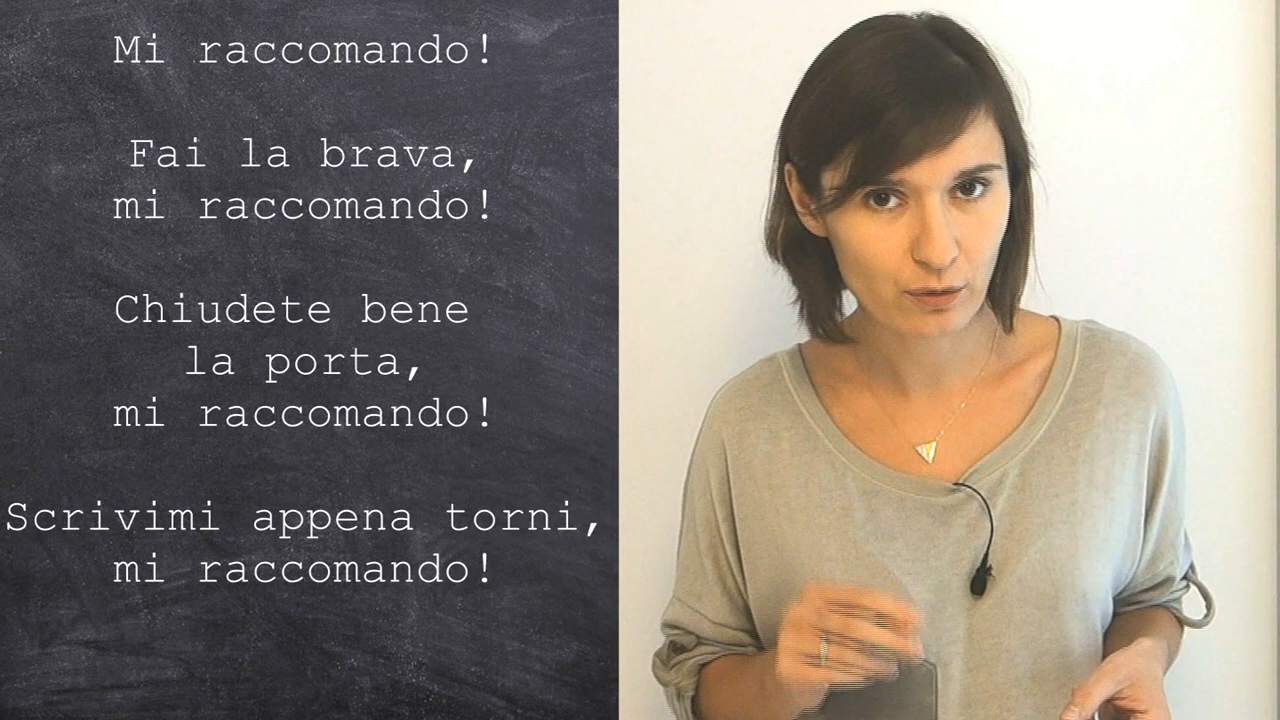 Mi raccomando!
Fai la brava,
mi raccomando!
Chiudete bene
la porta,
mi raccomando!
Scrivimi appena torni,
mi raccomando!